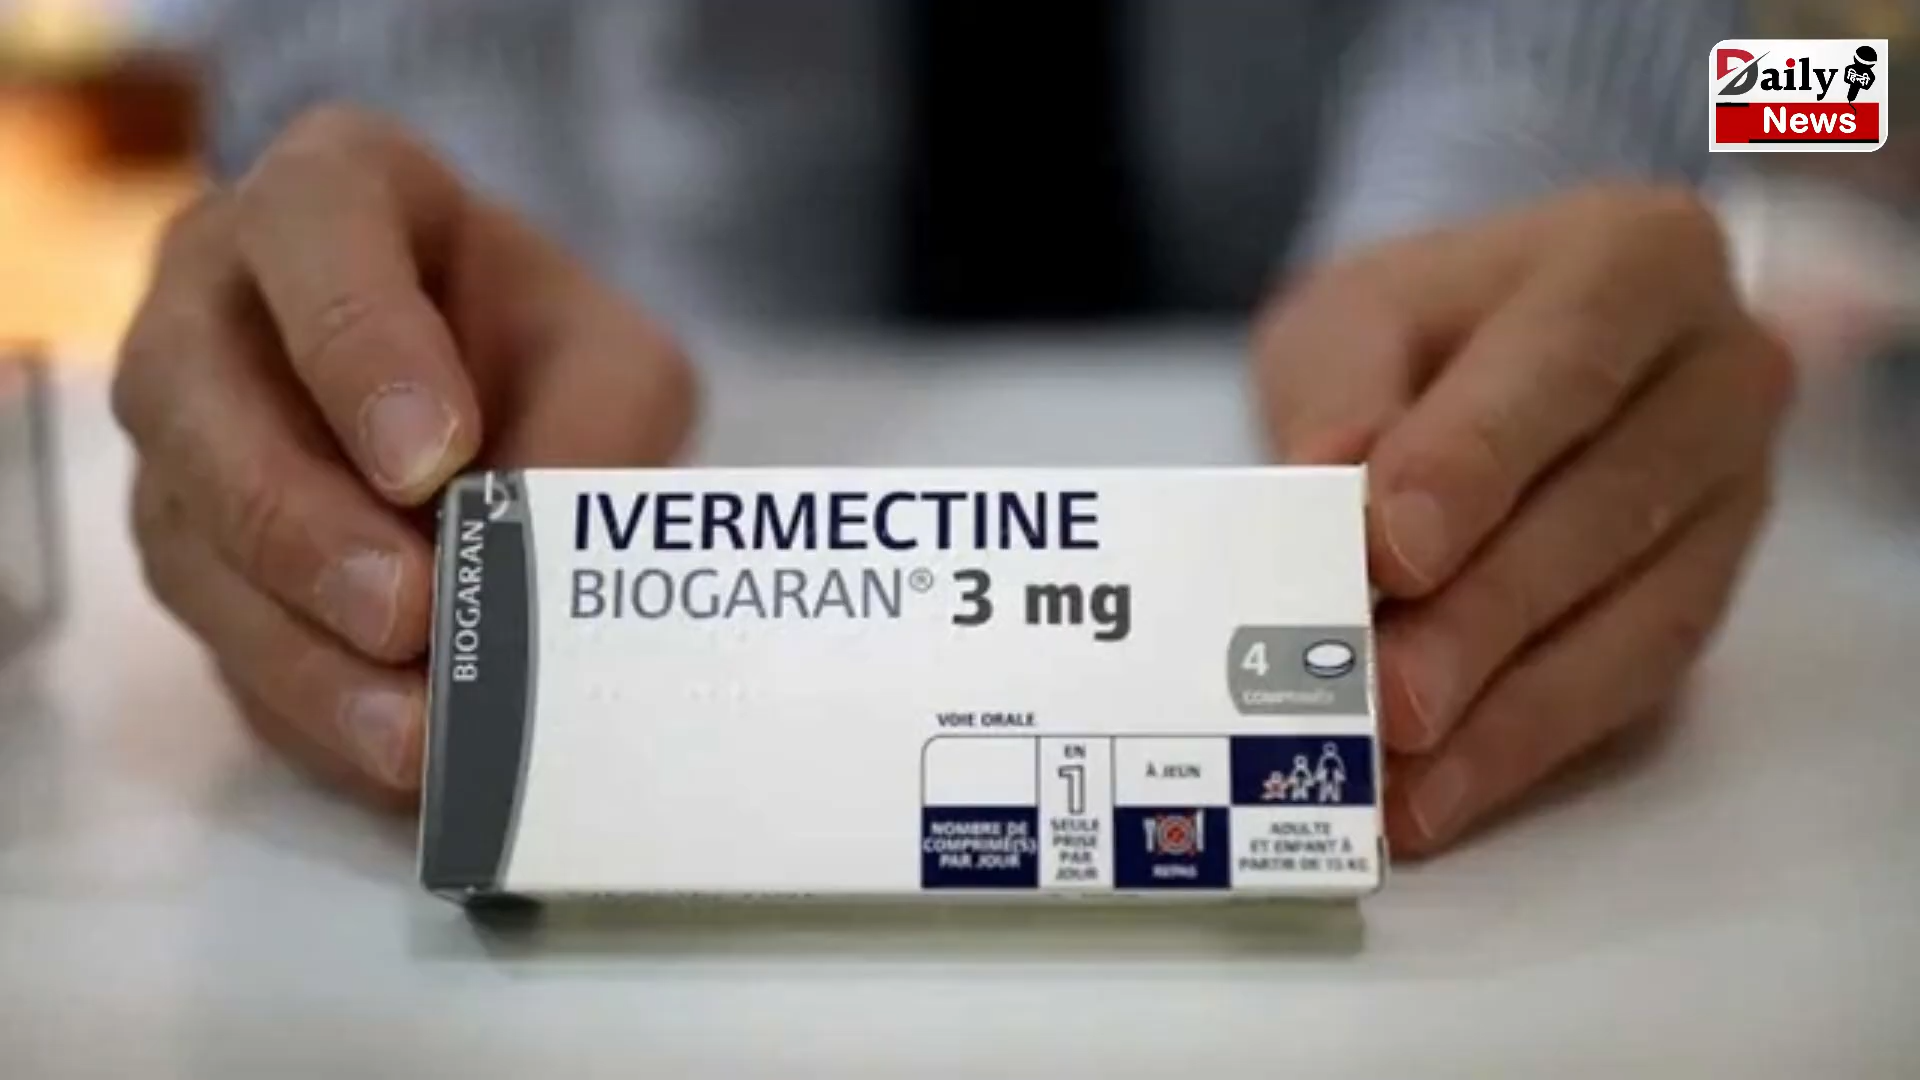 Daily
हिन्दी
News
IVERMECTINE
BIOGARAN® 3 mg
BIOGARAN
4
COMPRIMÉS
VOIE ORALE
NOMBRE DE
COMPRIMÉ(S)
PAR JOUR
EN
1
SEULE
PRISE
PAR
JOUR
À JEUN
REPAS
ADULTE
ET ENFANT À
PARTIR DE 15 KG